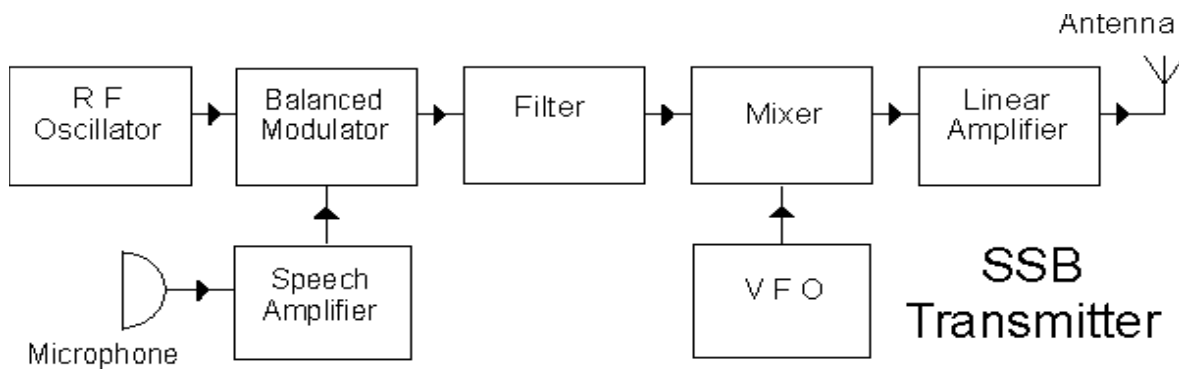 Antenna
R F
Oscillator
Balanced
Modulator
Filter
Mixer
Linear
Amplifier
Speech
Amplifier
V F O
SSB
Transmitter
Microphone